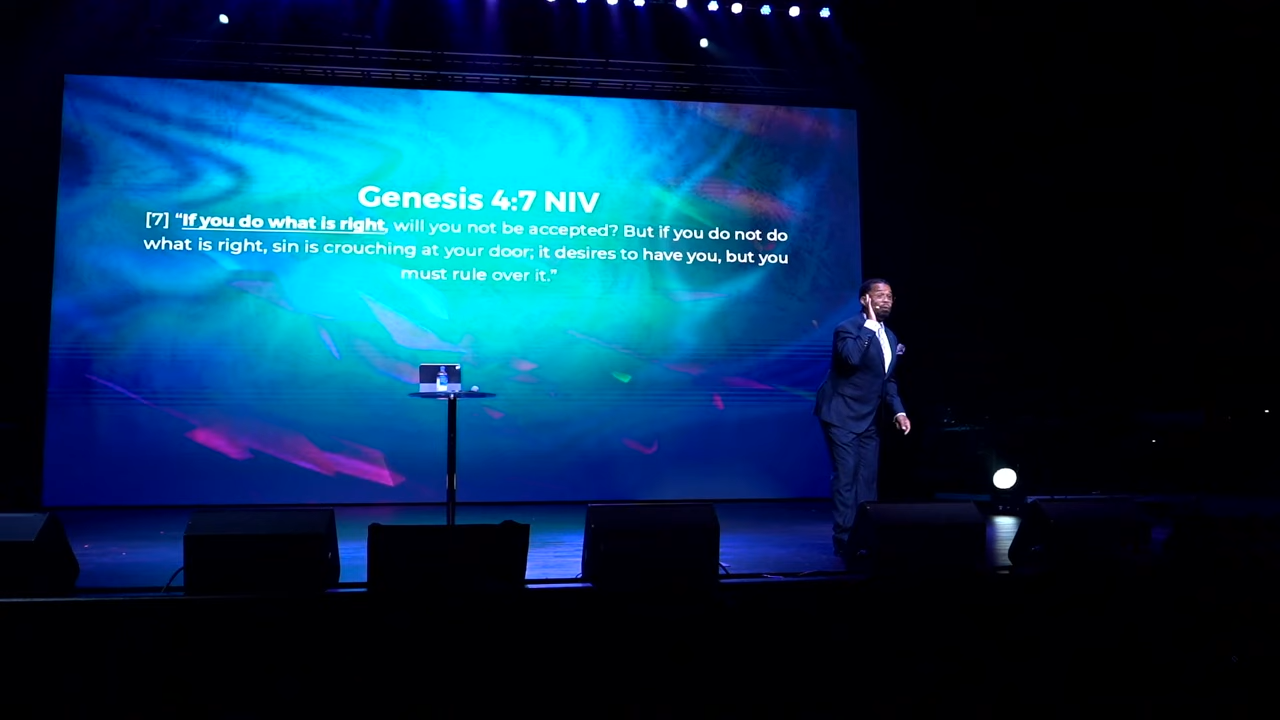 Genesis 4:7 NIV
[7] “If you do what is right, will you not be accepted? But if you do not do
what is right, sin is crouching at your door; it desires to have you, but you
must rule over it.”